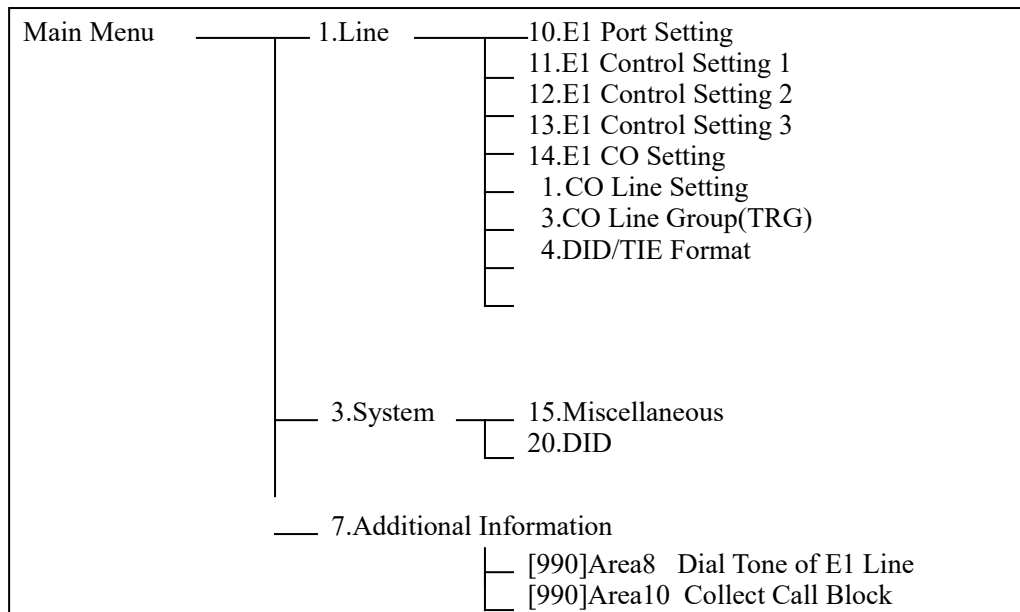 Main Menu 1.Line 10.E1 Port Setting
11.E1 Control Setting 1
12.E1 Control Setting 2
13.E1 Control Setting 3
14.E1 CO Setting
1.CO Line Setting
3.CO Line Group(TRG)
4.DID/TIE Format
3.System 15.Miscellaneous
20.DID
7.Additional Information
[990]Area8 Dial Tone of E1 Line
[990]Area10 Collect Call Block